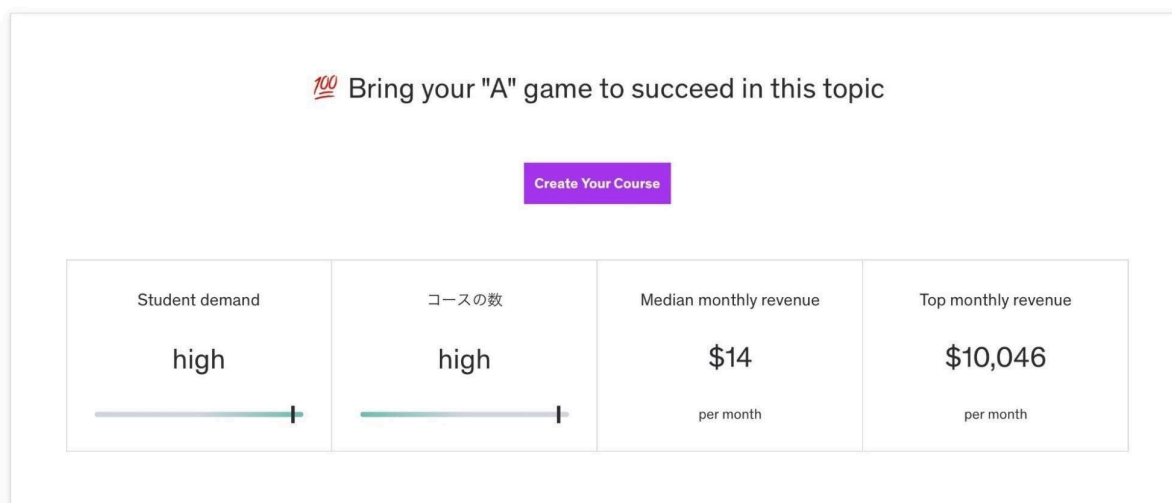 💯 Bring your "A" game to succeed in this topic
Create Your Course
Student demand
high
コースの数
high
Median monthly revenue
$14
per month
Top monthly revenue
$10,046
per month